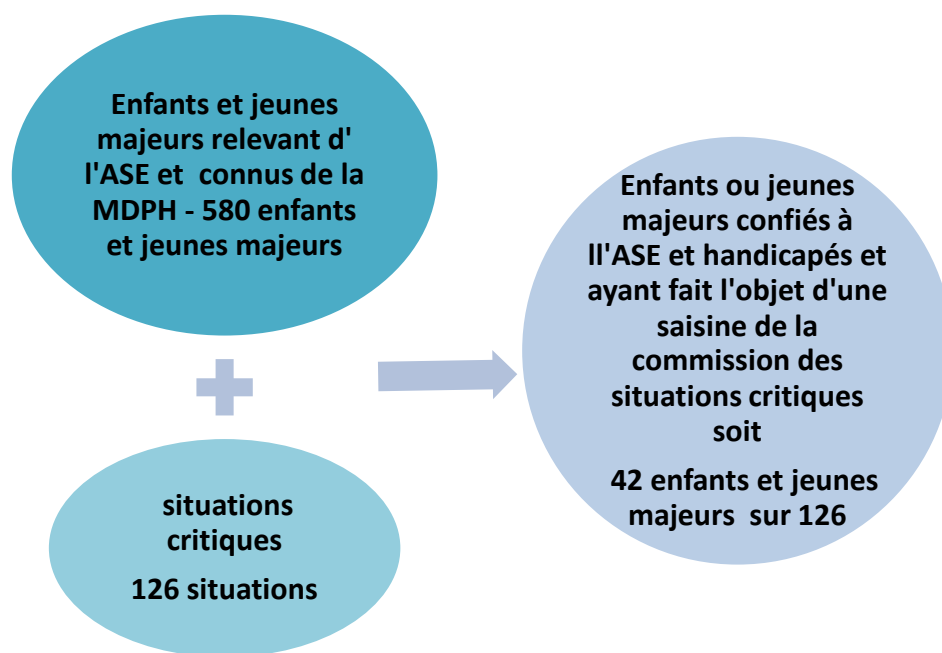 Enfants et jeunes
majeurs relevant d'
l'ASE et connus de la
MDPH - 580 enfants
et jeunes majeurs
situations
critiques
126 situations
Enfants ou jeunes
majeurs confiés à
ll'ASE et handicapés et
ayant fait l'objet d'une
saisine de la
commission des
situations critiques
soit
42 enfants et jeunes
majeurs sur 126